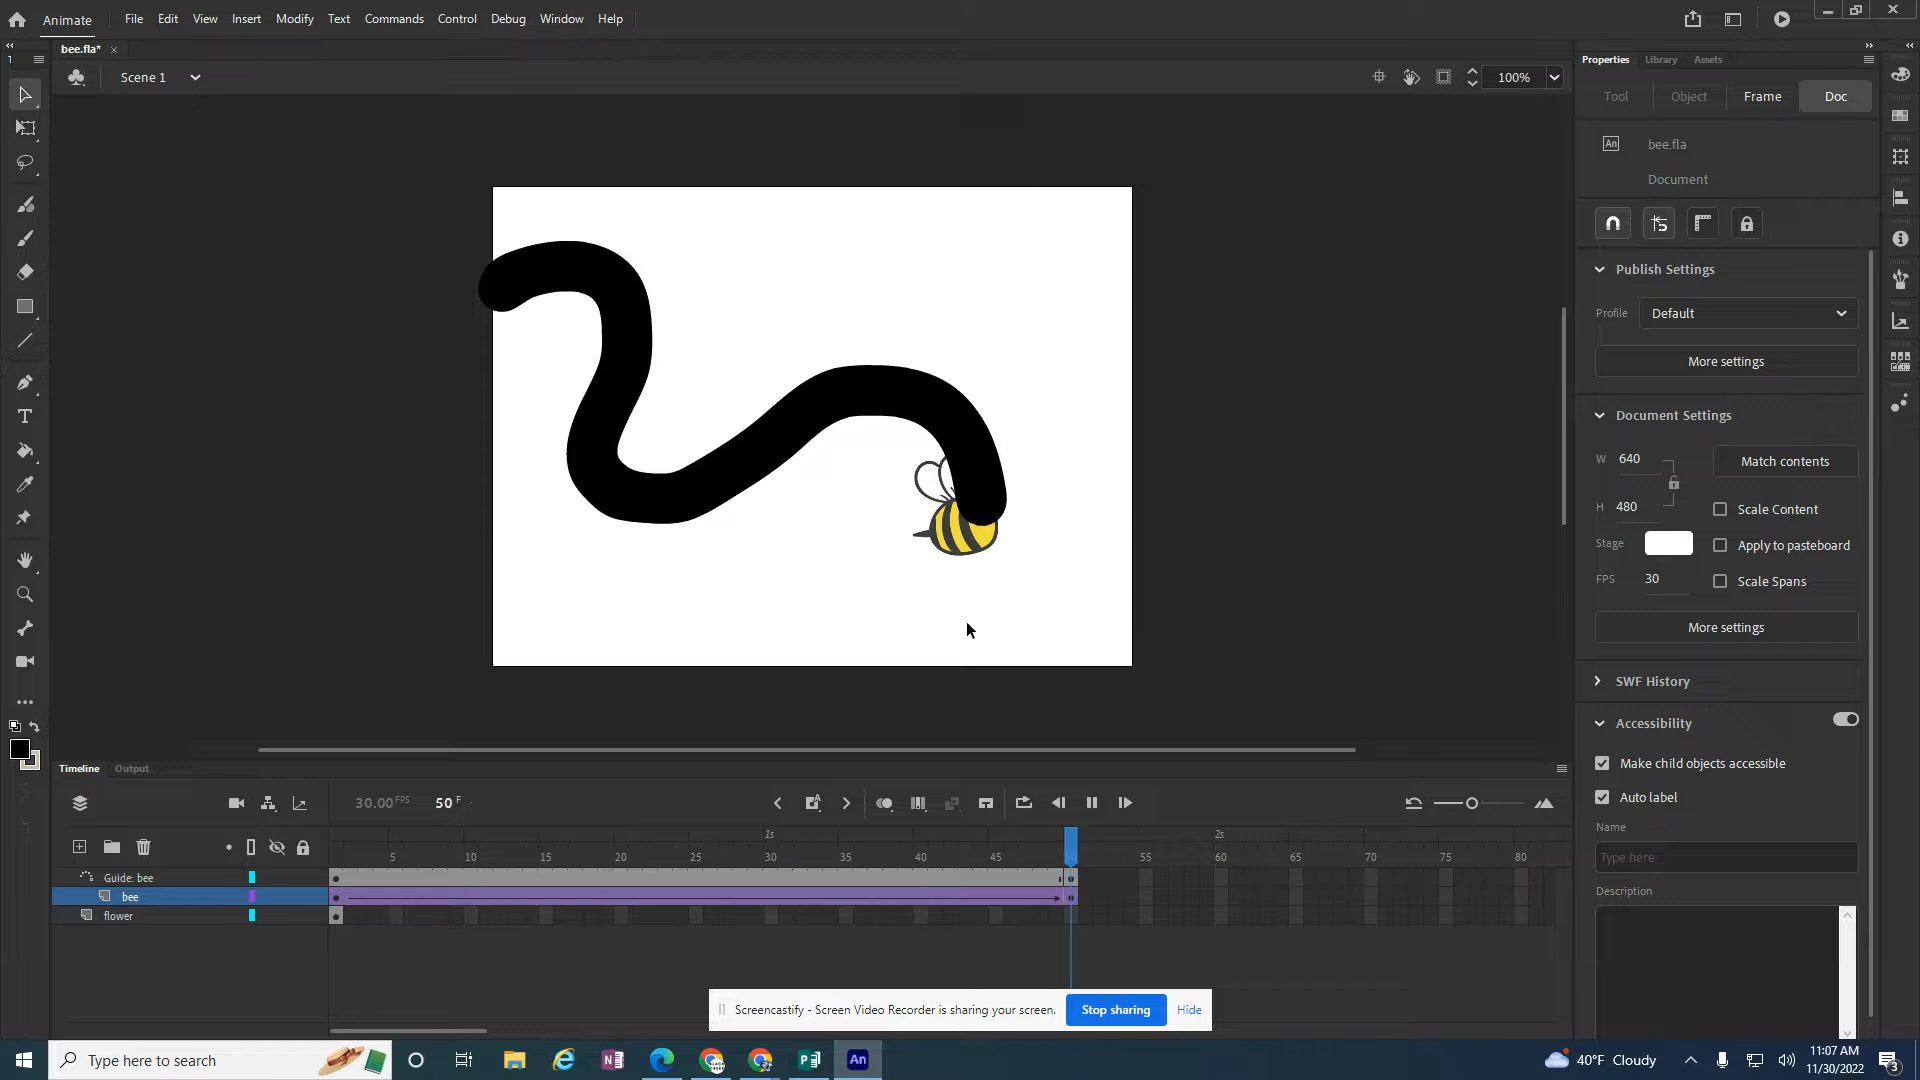 Animate File Edit View Insert Modify Text Commands Control Debug Window Help
bee.fla*
Scene 1
100%
Properties Library Assets
Tool Object Frame Doc
An bee.fla
Document
Publish Settings
Profile Default
More settings
Document Settings
W 640 Match contents
H 480 Scale Content
Stage Apply to pasteboard
FPS 30 Scale Spans
More settings
SWF History
Accessibility
Make child objects accessible
Auto label
Name
Type here
Description
Timeline Output
30.00 FPS 50 F
1s 2s
5 10 15 20 25 30 35 40 45 50 55 60 65 70 75 80
Guide: bee
bee
flower
Screencastify - Screen Video Recorder is sharing your screen. Stop sharing Hide
Type here to search
An
40°F Cloudy
11:07 AM
11/30/2022
3